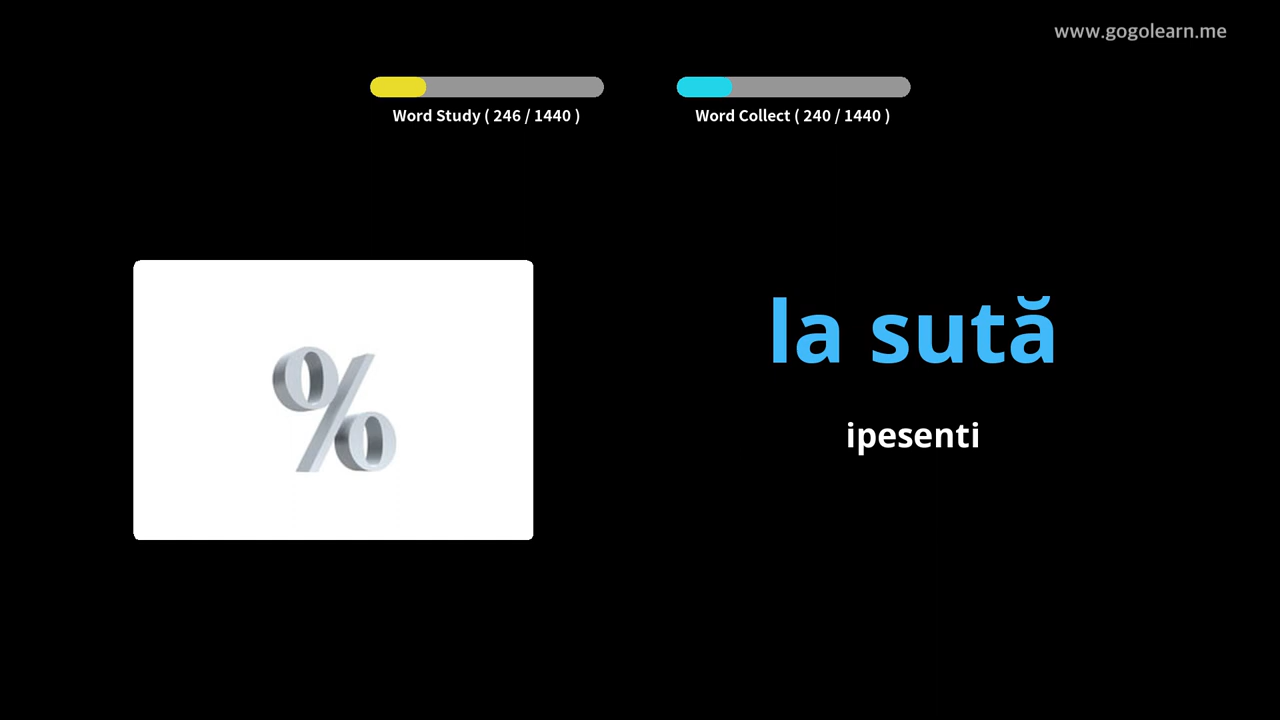 www.gogolearn.me
Word Study ( 246 / 1440 )
Word Collect ( 240 / 1440 )
%
la sută
ipesenti